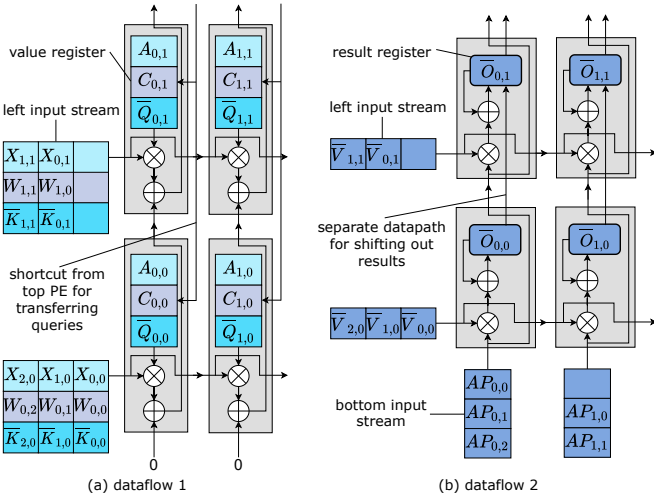 value register
left input stream
A0,1
C0,1
Q̅0,1
A1,1
C1,1
Q̅1,1
X1,1 X0,1
W1,1 W1,0
K̅1,1 K̅0,1
shortcut from
top PE for
transferring
queries
A0,0
C0,0
Q̅0,0
A1,0
C1,0
Q̅1,0
X2,0 X1,0 X0,0
W0,2 W0,1 W0,0
K̅2,0 K̅1,0 K̅0,0
0 0
(a) dataflow 1
result register
left input stream
O̅0,1 O̅1,1
V̅1,1 V̅0,1
separate datapath
for shifting out
results
O̅0,0 O̅1,0
V̅2,0 V̅1,0 V̅0,0
bottom input
stream
AP0,0
AP0,1
AP0,2
AP1,0
AP1,1
(b) dataflow 2